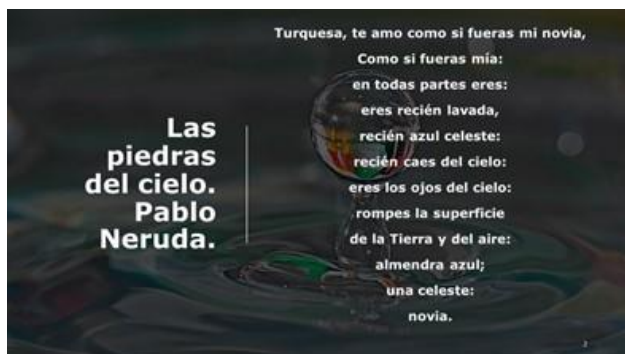 Las
piedras
del cielo.
Pablo
Neruda.
Turquesa, te amo como si fueras mi novia,
Como si fueras mía:
en todas partes eres:
eres recién lavada,
recién azul celeste:
recién caes del cielo:
eres los ojos del cielo:
rompes la superficie
de la Tierra y del aire:
almendra azul;
una celeste:
novia.
2